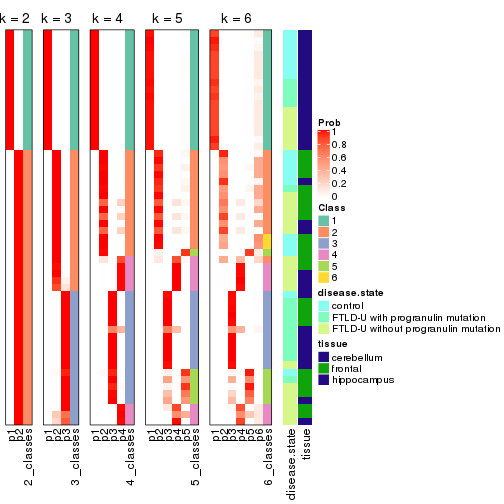 k = 2 k = 3 k = 4 k = 5 k = 6
Prob
1
0.8
0.6
0.4
0.2
0
Class
1
2
3
4
5
6
disease.state
control
FTLD-U with progranulin mutation
FTLD-U without progranulin mutation
tissue
cerebellum
frontal
hippocampus
p1 p2 2_classes p1 p2 p3 3_classes p1 p2 p3 p4 4_classes p1 p2 p3 p4 p5 5_classes p1 p2 p3 p4 p5 p6 6_classes disease.state tissue